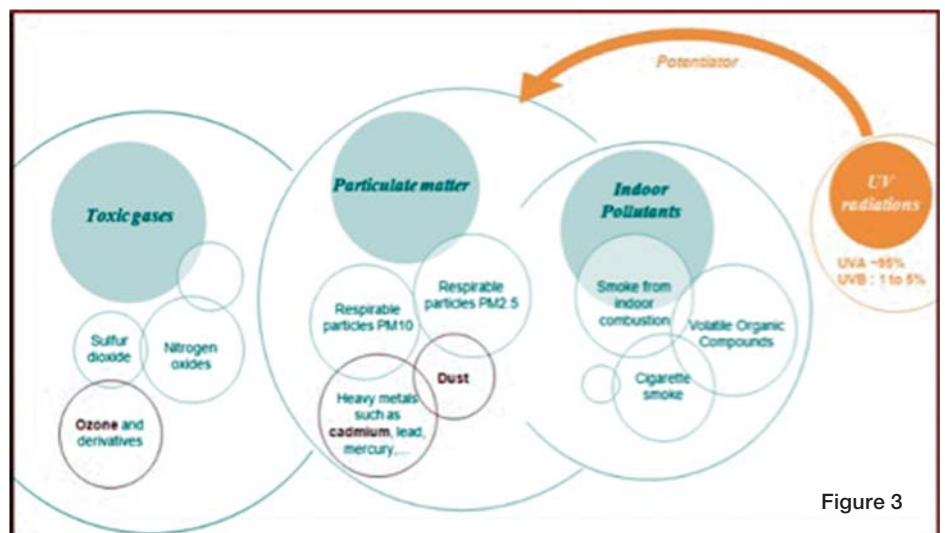 Potentiator
Toxic gases
Sulfur
dioxide
Nitrogen
oxides
Ozone and
derivatives
Particulate matter
Respirable
particles PM10
Respirable
particles PM2.5
Heavy metals
such as
cadmium, lead,
mercury,...
Dust
Indoor
Pollutants
Smoke from
indoor
combustion
Volatile Organic
Compounds
Cigarette
smoke
UV
radiations
UVA ~95%
UVB : 1 to 5%
Figure 3